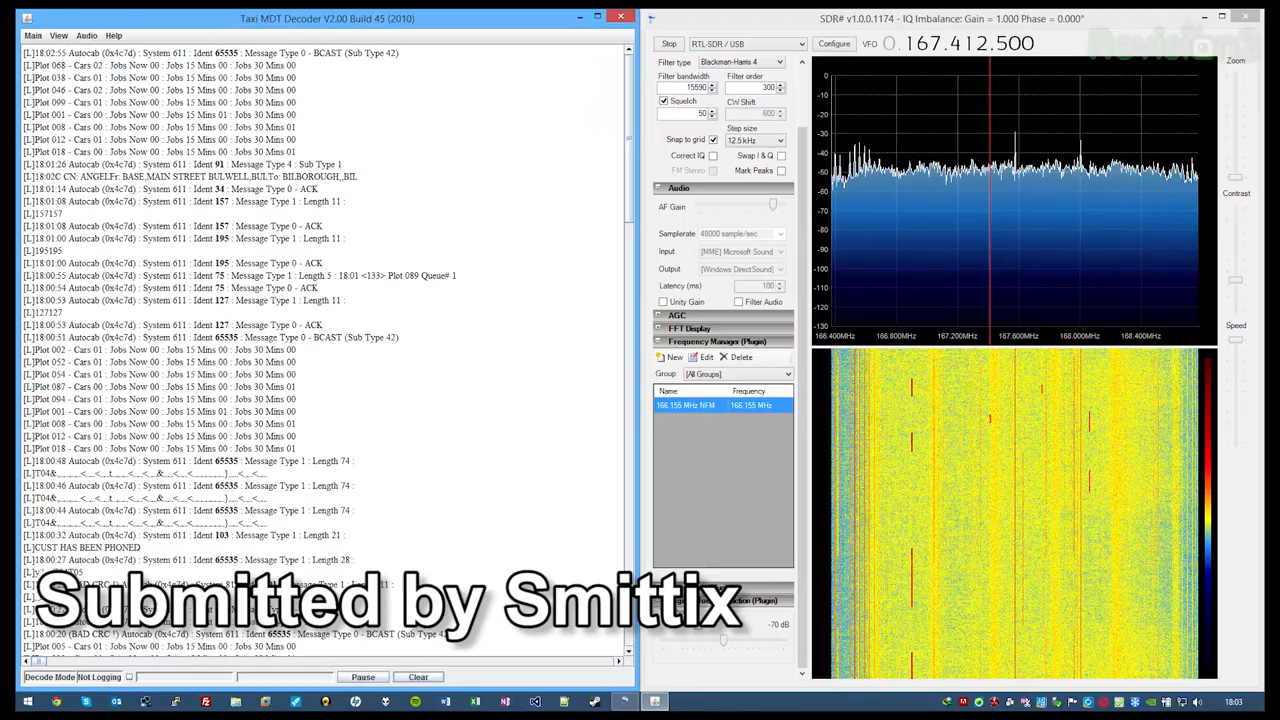 Taxi MDT Decoder V2.00 Build 45 (2010)
Main View Audio Help
[L]18:02:55 Autocab (0x4c7d) : System 611 : Ident 65535 : Message Type 0 - BCAST (Sub Type 42)
[L]Plot 068 - Cars 02 : Jobs Now 00 : Jobs 15 Mins 00 : Jobs 30 Mins 00
[L]Plot 046 - Cars 02 : Jobs Now 00 : Jobs 15 Mins 00 : Jobs 30 Mins 00
[L]Plot 099 - Cars 01 : Jobs Now 00 : Jobs 15 Mins 00 : Jobs 30 Mins 00
[L]Plot 001 - Cars 01 : Jobs Now 00 : Jobs 15 Mins 00 : Jobs 30 Mins 00
[L]Plot 008 - Cars 01 : Jobs Now 00 : Jobs 15 Mins 00 : Jobs 30 Mins 01
[L]Plot 012 - Cars 01 : Jobs Now 00 : Jobs 15 Mins 00 : Jobs 30 Mins 00
[L]Plot 018 - Cars 01 : Jobs Now 00 : Jobs 15 Mins 00 : Jobs 30 Mins 00
[L]18:01:26 Autocab (0x4c7d) : System 611 : Ident 91 : Message Type 4 : Sub Type 1
[L]18:02C CN: ANGELFr: BASE,MAIN STREET BULWELL,BULTo: BILBOROUGH,,BIL
[L]18:01:14 Autocab (0x4c7d) : System 611 : Ident 34 : Message Type 0 - ACK
[L]18:01:08 Autocab (0x4c7d) : System 611 : Ident 157 : Message Type 1 : Length 11 :
[L]157157
[L]18:01:08 Autocab (0x4c7d) : System 611 : Ident 157 : Message Type 0 - ACK
[L]18:01:00 Autocab (0x4c7d) : System 611 : Ident 195 : Message Type 1 : Length 11 :
[L]195195
[L]18:01:00 Autocab (0x4c7d) : System 611 : Ident 195 : Message Type 0 - ACK
[L]18:00:55 Autocab (0x4c7d) : System 611 : Ident 75 : Message Type 1 : Length 5 : 18:01 <133> Plot 089 Queue# 1
[L]18:00:54 Autocab (0x4c7d) : System 611 : Ident 75 : Message Type 0 - ACK
[L]18:00:53 Autocab (0x4c7d) : System 611 : Ident 127 : Message Type 1 : Length 11 :
[L]127127
[L]18:00:53 Autocab (0x4c7d) : System 611 : Ident 127 : Message Type 0 - ACK
[L]18:00:51 Autocab (0x4c7d) : System 611 : Ident 65535 : Message Type 0 - BCAST (Sub Type 42)
[L]Plot 002 - Cars 01 : Jobs Now 00 : Jobs 15 Mins 00 : Jobs 30 Mins 00
[L]Plot 052 - Cars 01 : Jobs Now 00 : Jobs 15 Mins 00 : Jobs 30 Mins 00
[L]Plot 054 - Cars 01 : Jobs Now 00 : Jobs 15 Mins 00 : Jobs 30 Mins 00
[L]Plot 087 - Cars 01 : Jobs Now 00 : Jobs 15 Mins 00 : Jobs 30 Mins 01
[L]Plot 094 - Cars 01 : Jobs Now 00 : Jobs 15 Mins 00 : Jobs 30 Mins 00
[L]Plot 001 - Cars 01 : Jobs Now 00 : Jobs 15 Mins 00 : Jobs 30 Mins 00
[L]Plot 008 - Cars 01 : Jobs Now 00 : Jobs 15 Mins 00 : Jobs 30 Mins 01
[L]Plot 012 - Cars 01 : Jobs Now 00 : Jobs 15 Mins 00 : Jobs 30 Mins 00
[L]Plot 018 - Cars 01 : Jobs Now 00 : Jobs 15 Mins 00 : Jobs 30 Mins 00
[L]18:00:48 Autocab (0x4c7d) : System 611 : Ident 65535 : Message Type 1 : Length 74 :
[L]18:00:46 Autocab (0x4c7d) : System 611 : Ident 65535 : Message Type 1 : Length 74 :
[L]18:00:44 Autocab (0x4c7d) : System 611 : Ident 65535 : Message Type 1 : Length 74 :
[L]18:00:32 Autocab (0x4c7d) : System 611 : Ident 103 : Message Type 1 : Length 21 :
[L]CUST HAS BEEN PHONED
[L]18:00:27 Autocab (0x4c7d) : System 611 : Ident 65535 : Message Type 1 : Length 28 :
Submitted by Smittix
[L]18:00:20 (BAD CRC !) Autocab (0x4c7d) : System 611 : Ident 65535 : Message Type 0 - BCAST (Sub Type 42
[L]Plot 005 - Cars 01 : Jobs Now 00 : Jobs 15 Mins 00 : Jobs 30 Mins 00
Decode Mode Not Logging Pause Clear
SDR# v1.0.0.1174 - IQ Imbalance: Gain = 1.000 Phase = 0.000°
Stop RTL-SDR / USB Configure VFO 0.167.412.500
Filter type Blackman-Harris 4
Filter bandwidth Filter order
15590 300
Squelch CW Shift
50 600
Step size
Snap to grid 12.5 kHz
Correct IQ Swap I & Q
FM Stereo Mark Peaks
Audio
AF Gain
Samplerate 48000 sample/sec
Input [MME] Microsoft Sound
Output [Windows DirectSound]
Latency (ms) 100
Unity Gain Filter Audio
AGC
FFT Display
Frequency Manager (Plugin)
New Edit Delete
Group: [All Groups]
Name Frequency
166.155 MHz NFM 166.155 MHz
-70 dB
0
-10
-20
-30
-40
-50
-60
-70
-80
-90
-100
-110
-120
-130
166.400MHz 166.800MHz 167.200MHz 167.600MHz 168.000MHz 168.400MHz
Zoom
Contrast
Speed
18:03